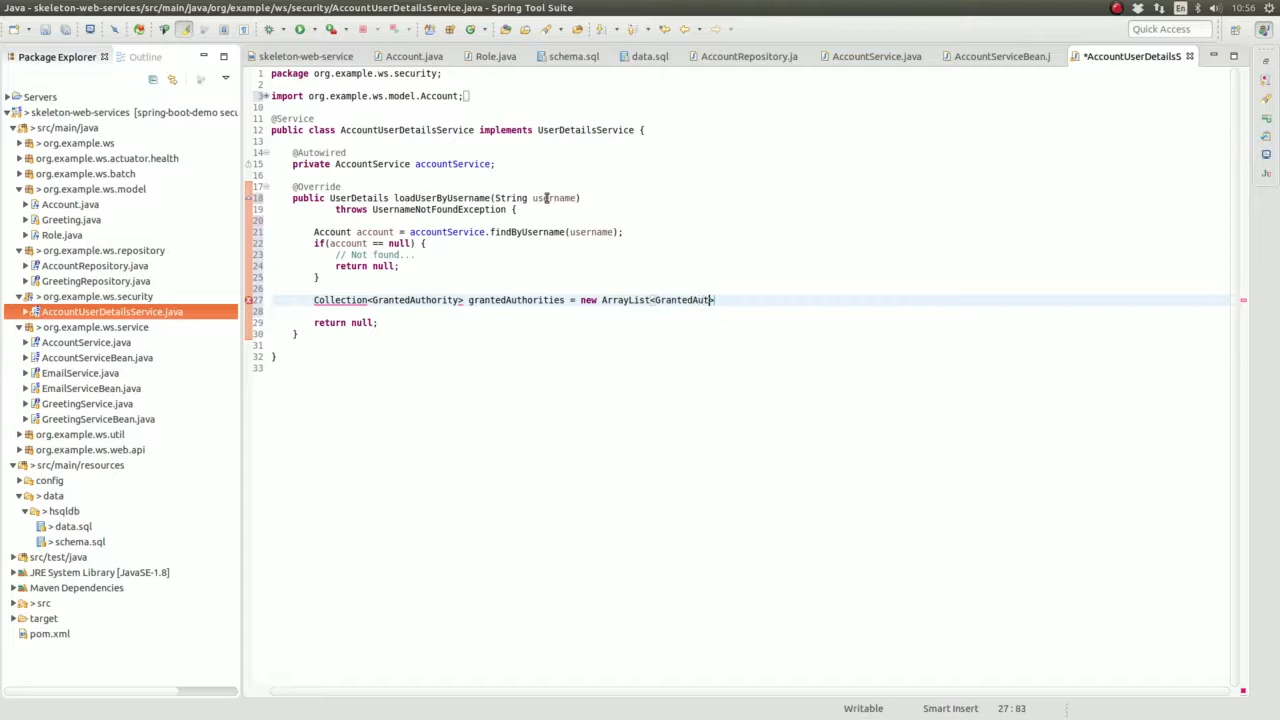 Java - skeleton-web-services/src/main/java/org/example/ws/security/AccountUserDetailsService.java - Spring Tool Suite
En
10:56
Quick Access
Package Explorer
Outline
skeleton-web-service
Account.java
Role.java
schema.sql
data.sql
AccountRepository.ja
AccountService.java
AccountServiceBean.j
*AccountUserDetailsS
Servers
skeleton-web-services [spring-boot-demo secu
src/main/java
> org.example.ws
org.example.ws.actuator.health
org.example.ws.batch
> org.example.ws.model
Account.java
Greeting.java
Role.java
> org.example.ws.repository
AccountRepository.java
GreetingRepository.java
> org.example.ws.security
AccountUserDetailsService.java
> org.example.ws.service
AccountService.java
AccountServiceBean.java
EmailService.java
EmailServiceBean.java
> GreetingService.java
GreetingServiceBean.java
org.example.ws.util
> org.example.ws.web.api
> src/main/resources
config
> data
> hsqldb
> data.sql
> schema.sql
src/test/java
JRE System Library [JavaSE-1.8]
Maven Dependencies
> src
target
pom.xml
1 package org.example.ws.security;
2
3 import org.example.ws.model.Account;
10
11 @Service
12 public class AccountUserDetailsService implements UserDetailsService {
13
14 @Autowired
15 private AccountService accountService;
16
17 @Override
18 public UserDetails loadUserByUsername(String username)
19 throws UsernameNotFoundException {
20
21 Account account = accountService.findByUsername(username);
22 if(account == null) {
23 // Not found...
24 return null;
25 }
26
27 Collection<GrantedAuthority> grantedAuthorities = new ArrayList<GrantedAut>
28
29 return null;
30 }
31
32 }
33
Writable
Smart Insert
27 : 83